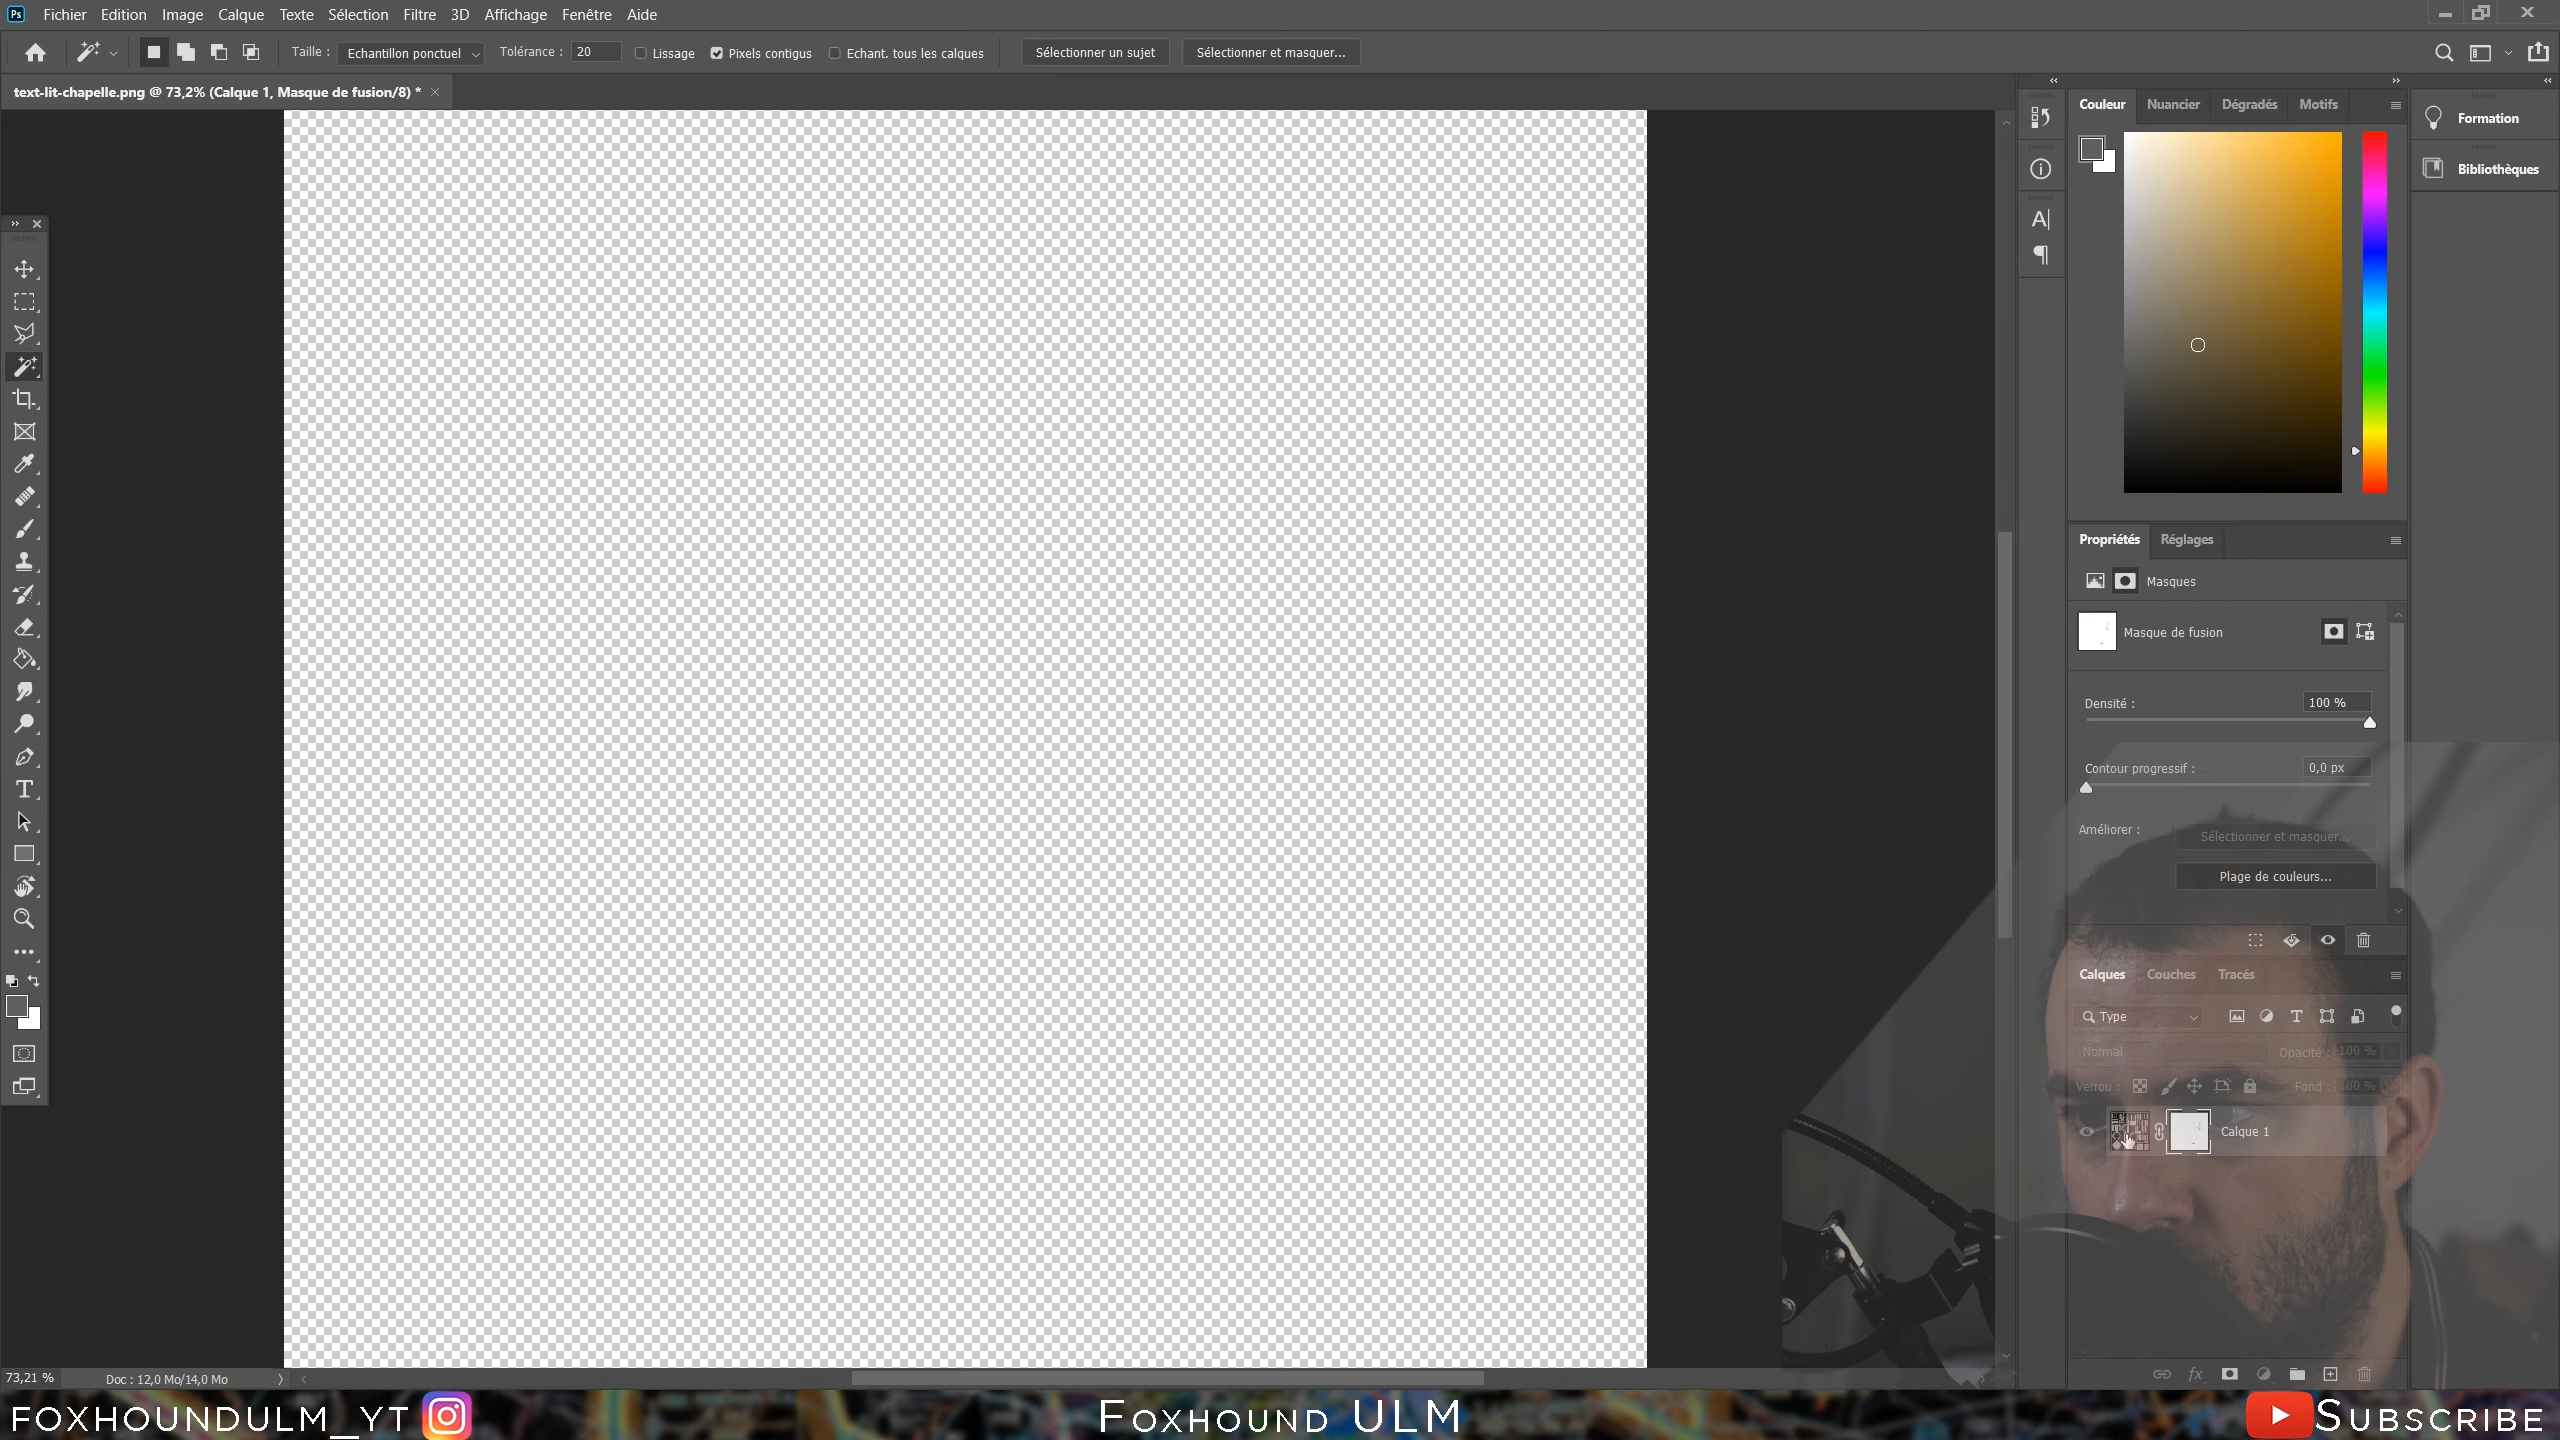 Ps Fichier Edition Image Calque Texte Sélection Filtre 3D Affichage Fenêtre Aide
Taille : Echantillon ponctuel Tolérance : 20 Lissage Pixels contigus Echant. tous les calques Sélectionner un sujet Sélectionner et masquer...
text-lit-chapelle.png @ 73,2% (Calque 1, Masque de fusion/8) *
Couleur Nuancier Dégradés Motifs
Formation
Bibliothèques
Propriétés Réglages
Masques
Masque de fusion
Densité : 100 %
Contour progressif : 0,0 px
Améliorer : Sélectionner et masquer...
Plage de couleurs...
Calques Couches Tracés
Type
Normal Opacité : 100 %
Verrou : Fond : 100 %
Calque 1
fx
73,21 % Doc : 12,0 Mo/14,0 Mo
FOXHOUNDULM_YT FOXHOUND ULM SUBSCRIBE